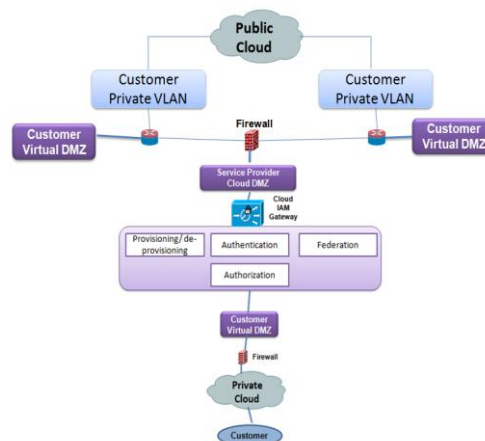 Public
Cloud
Customer
Private VLAN
Customer
Private VLAN
Firewall
Customer
Virtual DMZ
Customer
Virtual DMZ
Service Provider
Cloud DMZ
Cloud
IAM
Gateway
Provisioning/ de-
provisioning
Authentication
Federation
Authorization
Customer
Virtual DMZ
Firewall
Private
Cloud
Customer